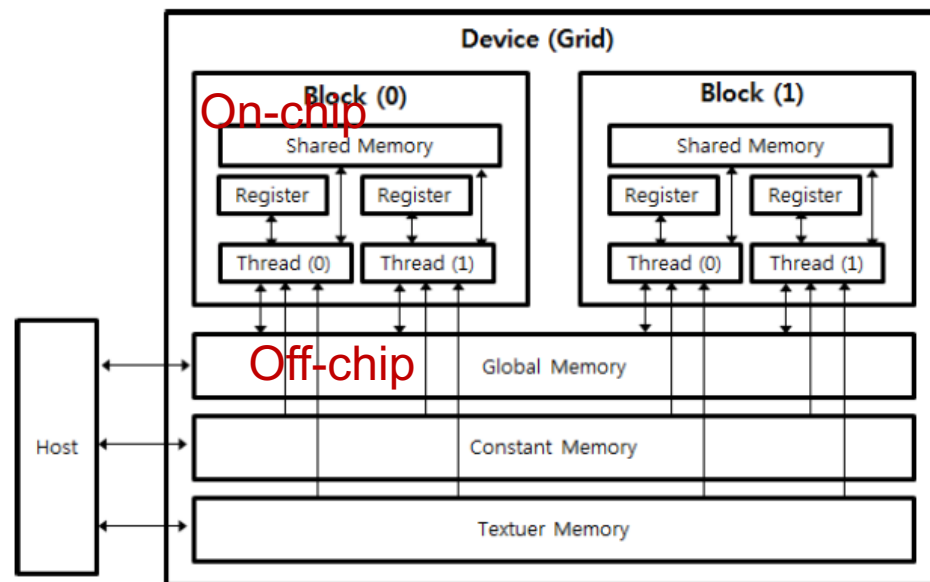 Device (Grid)
Block (0)
On-chip
Shared Memory
Register
Register
Thread (0)
Thread (1)
Block (1)
Shared Memory
Register
Register
Thread (0)
Thread (1)
Host
Off-chip
Global Memory
Constant Memory
Textuer Memory